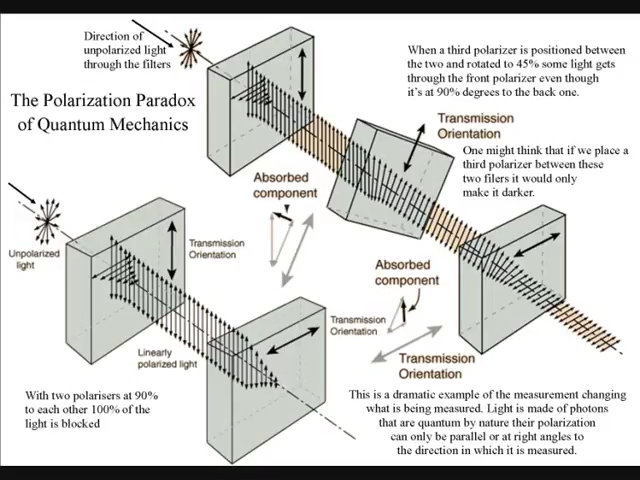 Direction of
unpolarized light
through the filters
The Polarization Paradox
of Quantum Mechanics
When a third polarizer is positioned between
the two and rotated to 45% some light gets
through the front polarizer even though
it's at 90% degrees to the back one.
Transmission
Orientation
One might think that if we place a
third polarizer between these
two filers it would only
make it darker.
Absorbed
component
Unpolarized
light
Transmission
Orientation
Absorbed
component
Transmission
Orientation
Linearly
polarized light
Transmission
Orientation
With two polarisers at 90%
to each other 100% of the
light is blocked
This is a dramatic example of the measurement changing
what is being measured. Light is made of photons
that are quantum by nature their polarization
can only be parallel or at right angles to
the direction in which it is measured.